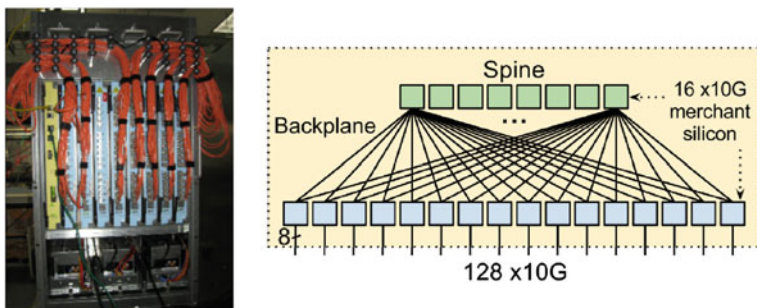 Spine
16 x10G
merchant
silicon
Backplane
...
8
128 x10G